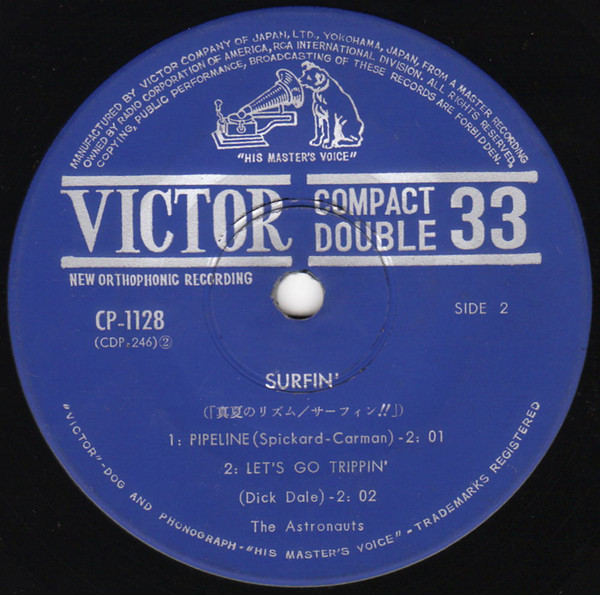 MANUFACTURED BY VICTOR COMPANY OF JAPAN, LTD., YOKOHAMA, JAPAN, FROM A MASTER RECORDING
OWNED BY RADIO CORPORATION OF AMERICA, RCA INTERNATIONAL DIVISION. ALL RIGHTS RESERVED.
COPYING, PUBLIC PERFORMANCE, BROADCASTING OF THESE RECORDS ARE FORBIDDEN.
"HIS MASTER'S VOICE"
VICTOR
COMPACT
DOUBLE
33
NEW ORTHOPHONIC RECORDING
CP-1128
SIDE 2
(CDP-246)②
SURFIN'
(「真夏のリズム/サーフィン!!」)
1: PIPELINE (Spickard-Carman) - 2: 01
2: LET'S GO TRIPPIN'
(Dick Dale) - 2: 02
The Astronauts
"VICTOR"-DOG AND PHONOGRAPH-"HIS MASTER'S VOICE"-TRADEMARKS REGISTERED